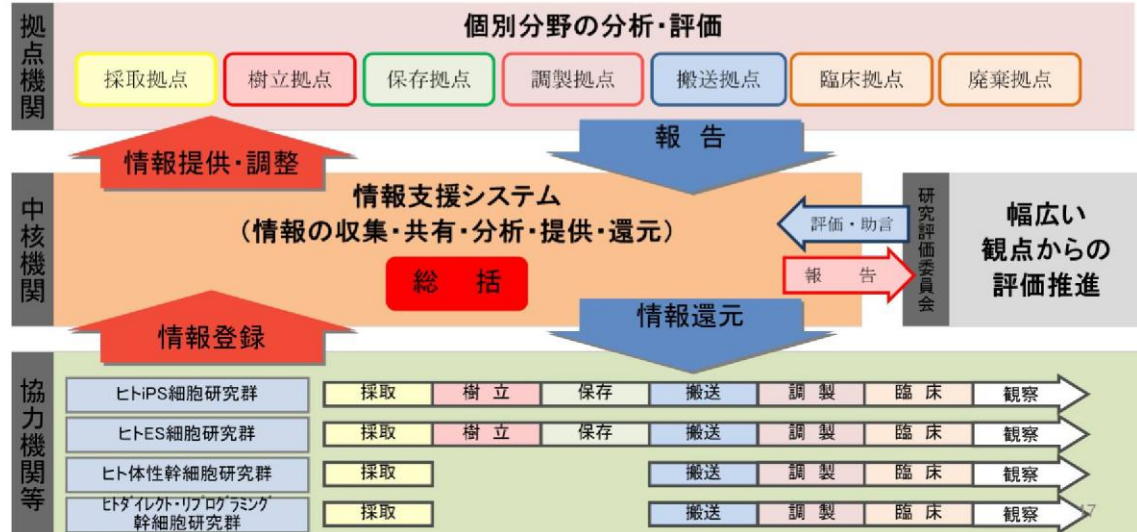 拠点機関
個別分野の分析・評価
採取拠点
樹立拠点
保存拠点
調製拠点
搬送拠点
臨床拠点
廃棄拠点
情報提供・調整
報 告
中核機関
情報支援システム
（情報の収集・共有・分析・提供・還元）
総 括
評価・助言
報 告
研究評価委員会
幅広い
観点からの
評価推進
情報登録
情報還元
協力機関等
ヒトiPS細胞研究群
採取 樹 立 保存 搬送 調 製 臨 床 観察
ヒトES細胞研究群
採取 樹 立 保存 搬送 調 製 臨 床 観察
ヒト体性幹細胞研究群
採取 搬送 調 製 臨 床 観察
ヒトダイレクト・リプログラミング
幹細胞研究群
採取 搬送 調 製 臨 床 観察